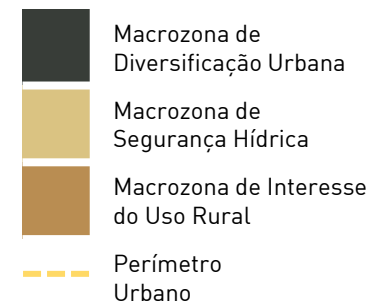 Macrozona de
Diversificação Urbana
Macrozona de
Segurança Hídrica
Macrozona de Interesse
do Uso Rural
Perímetro
Urbano